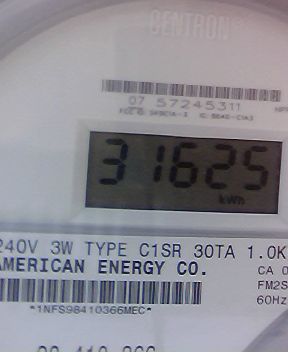 CENTRON®
07 57245311
31625
kWh
240V 3W TYPE C1SR 30TA 1.0K
AMERICAN ENERGY CO.
CA 0
FM2S
60Hz
*1NFS98410366MEC*